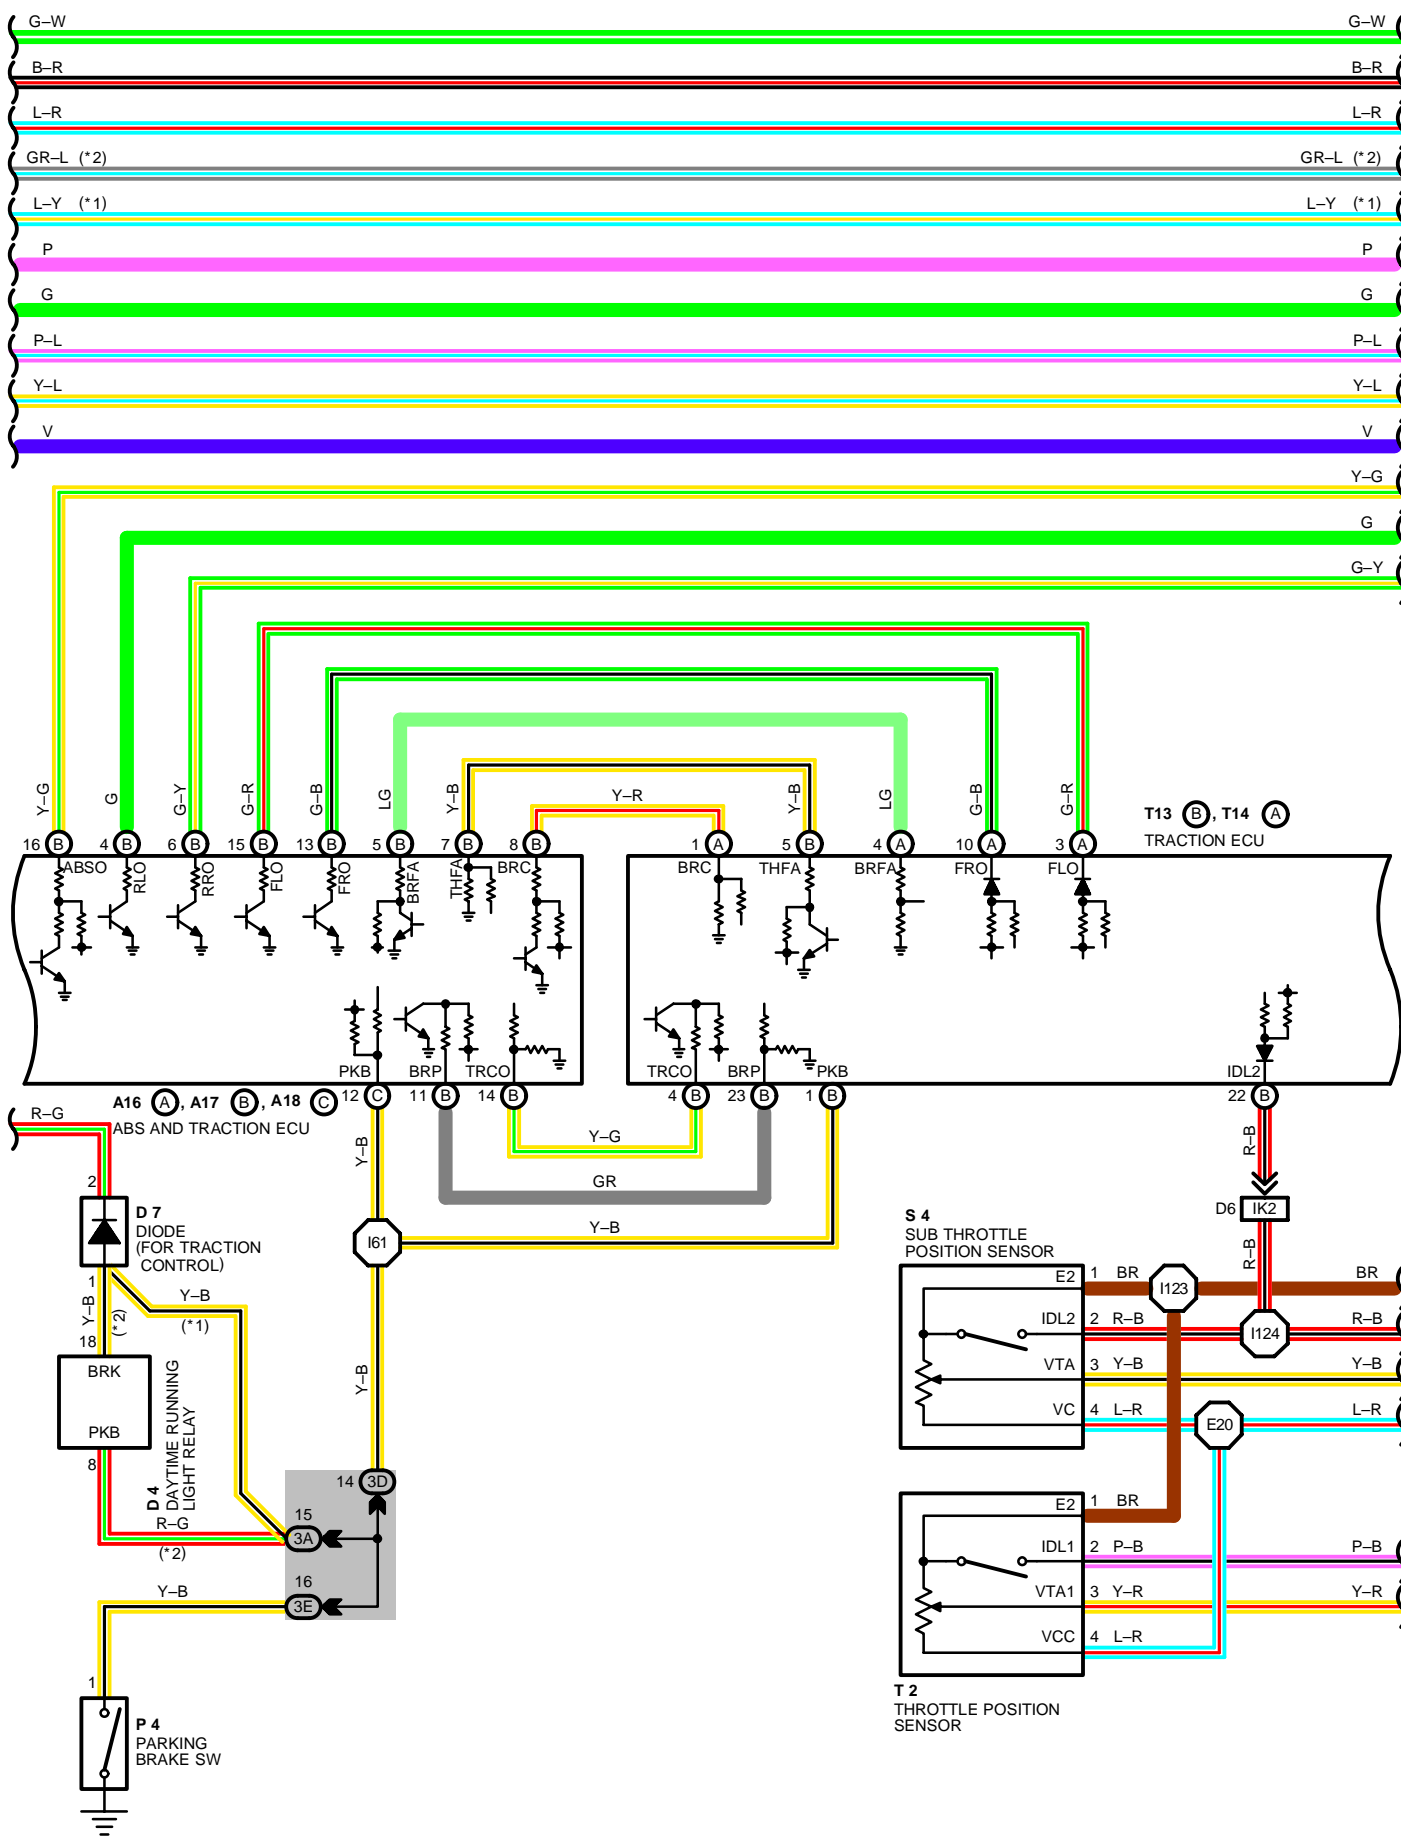 G–W G–W
B–R B–R
L–R L–R
GR–L (*2) GR–L (*2)
L–Y (*1) L–Y (*1)
P P
G G
P–L P–L
Y–L Y–L
V V
Y–G
G
G–Y
Y–G G G–Y G–R G–B LG Y–B Y–R Y–B LG G–B G–R
T13 B, T14 A
TRACTION ECU
16 B 4 B 6 B 15 B 13 B 5 B 7 B 8 B 1 A 5 B 4 A 10 A 3 A
ABSO RLO RRO FLO FRO BRFA THFA BRC BRC THFA BRFA FRO FLO
PKB BRP TRCO TRCO BRP PKB IDL2
12 C 11 B 14 B 4 B 23 B 1 B 22 B
A16 A, A17 B, A18 C
ABS AND TRACTION ECU
R–G
Y–B
Y–G
GR
Y–B
I61
R–B
D6 IK2
R–B
2
D 7
DIODE
(FOR TRACTION
CONTROL)
1
Y–B
(*2)
Y–B
(*1)
18
BRK
PKB
8
D 4
DAYTIME RUNNING
LIGHT RELAY
R–G
(*2)
Y–B
14 3D
15
3A
16
3E
Y–B
1
P 4
PARKING
BRAKE SW
S 4
SUB THROTTLE
POSITION SENSOR
E2 1 BR I123 BR
IDL2 2 R–B I124 R–B
VTA 3 Y–B Y–B
VC 4 L–R E20 L–R
E2 1 BR
IDL1 2 P–B P–B
VTA1 3 Y–R Y–R
VCC 4 L–R
T 2
THROTTLE POSITION
SENSOR